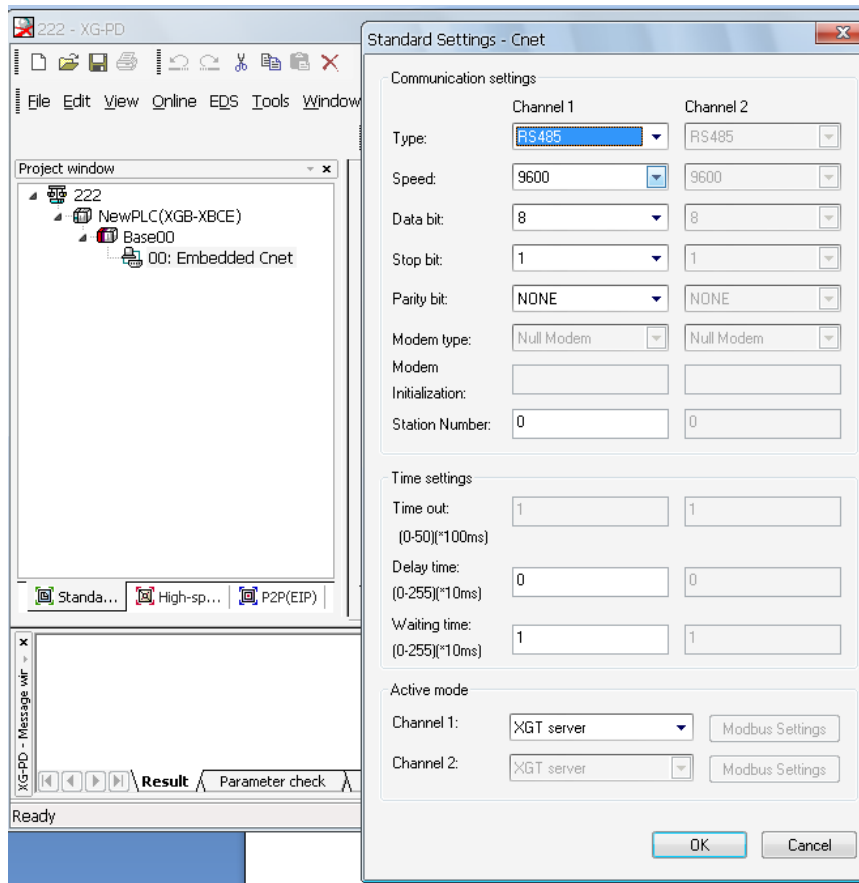 222 - XG-PD
File Edit View Online EDS Tools Window
Project window
222
NewPLC(XGB-XBCE)
Base00
00: Embedded Cnet
Standa... High-sp... P2P(EIP)
XG-PD - Message wir
Result Parameter check
Ready
Standard Settings - Cnet
Communication settings
Channel 1 Channel 2
Type: RS485 RS485
Speed: 9600 9600
Data bit: 8 8
Stop bit: 1 1
Parity bit: NONE NONE
Modem type: Null Modem Null Modem
Modem
Initialization:
Station Number: 0 0
Time settings
Time out: 1 1
(0-50)(*100ms)
Delay time: 0 0
(0-255)(*10ms)
Waiting time: 1 1
(0-255)(*10ms)
Active mode
Channel 1: XGT server Modbus Settings
Channel 2: XGT server Modbus Settings
OK Cancel